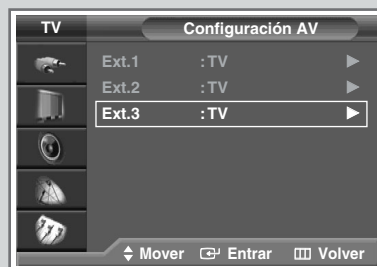 TV Configuración AV
Ext.1 :TV
Ext.2 :TV
Ext.3 :TV
Mover Entrar Volver